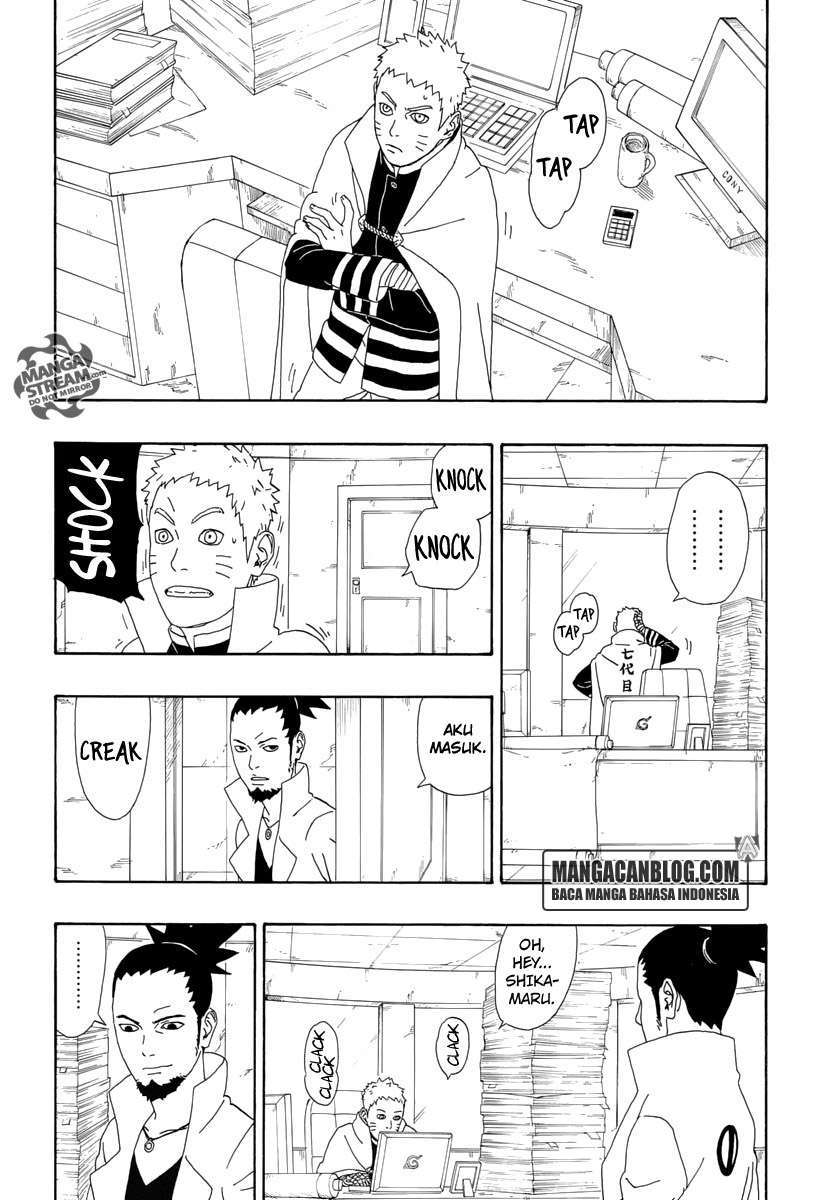 TAP
TAP
CONY
MANGA
STREAM.com
DO NOT MIRROR
SHOCK
KNOCK
KNOCK
..........
TAP
TAP
七代目
CREAK
AKU
MASUK.
MANGACANBLOG.COM
BACA MANGA BAHASA INDONESIA
..........
OH,
HEY...
SHIKA-
MARU.
CLACK
CLACK
CLACK